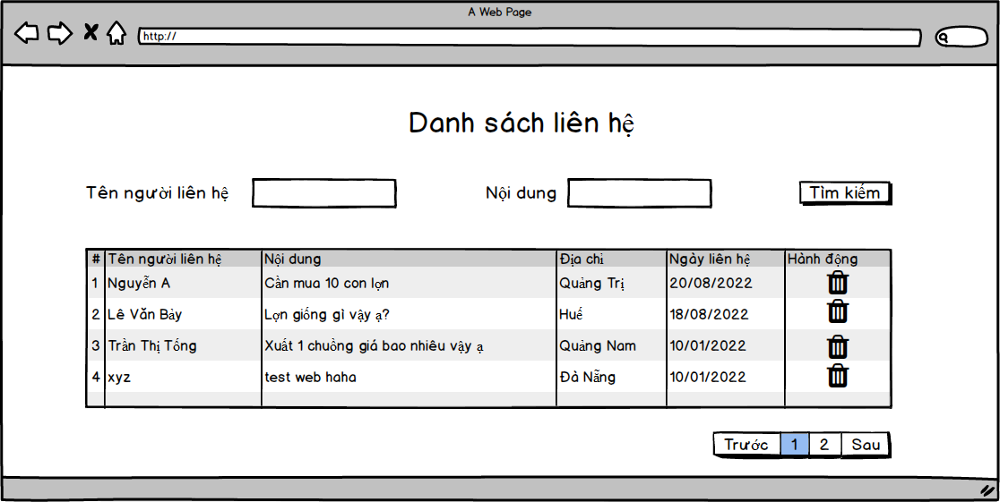 A Web Page
http://
Danh sách liên hệ
Tên người liên hệ Nội dung Tìm kiếm
# Tên người liên hệ Nội dung Địa chỉ Ngày liên hệ Hành động
1 Nguyễn A Cần mua 10 con lợn Quảng Trị 20/08/2022
2 Lê Văn Bảy Lợn giống gì vậy ạ? Huế 18/08/2022
3 Trần Thị Tống Xuất 1 chuồng giá bao nhiêu vậy ạ Quảng Nam 10/01/2022
4 xyz test web haha Đà Nẵng 10/01/2022
Trước 1 2 Sau